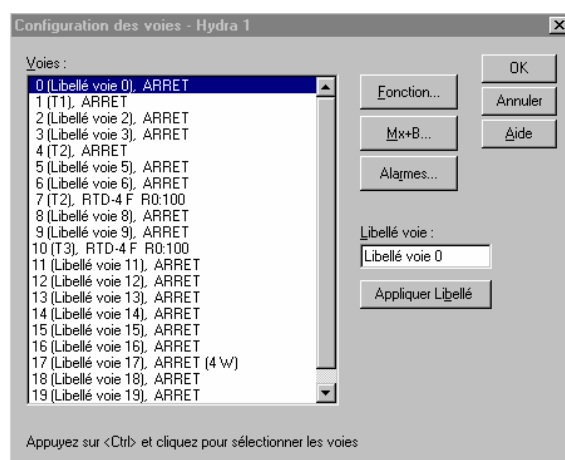 Configuration des voies - Hydra 1
Voies :
0 (Libellé voie 0), ARRET
1 (T1), ARRET
2 (Libellé voie 2), ARRET
3 (Libellé voie 3), ARRET
4 (T2), ARRET
5 (Libellé voie 5), ARRET
6 (Libellé voie 6), ARRET
7 (T2), RTD-4 F R0:100
8 (Libellé voie 8), ARRET
9 (Libellé voie 9), ARRET
10 (T3), RTD-4 F R0:100
11 (Libellé voie 11), ARRET
12 (Libellé voie 12), ARRET
13 (Libellé voie 13), ARRET
14 (Libellé voie 14), ARRET
15 (Libellé voie 15), ARRET
16 (Libellé voie 16), ARRET
17 (Libellé voie 17), ARRET (4 W)
18 (Libellé voie 18), ARRET
19 (Libellé voie 19), ARRET
Fonction...
Mx+B...
Alarmes...
OK
Annuler
Aide
Libellé voie :
Libellé voie 0
Appliquer Libellé
Appuyez sur <Ctrl> et cliquez pour sélectionner les voies